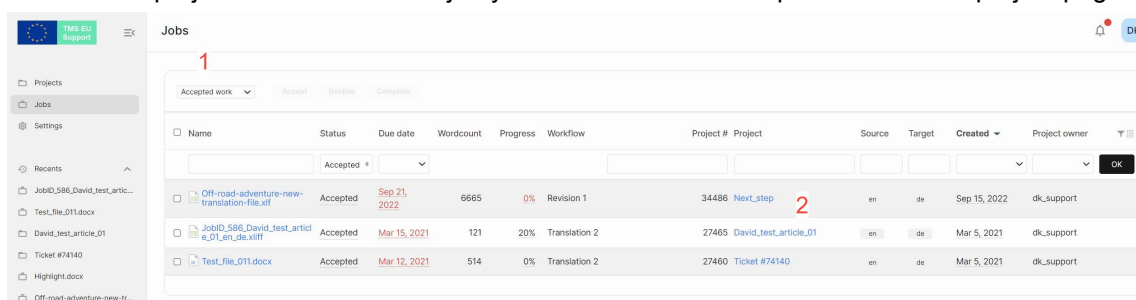 TMS EU
Support
Jobs
DK
1
Projects
Jobs
Settings
Recents
JobID_586_David_test_artic...
Test_file_011.docx
David_test_article_01
Ticket #74140
Highlight.docx
Off-road-adventure-new-tr...
Accepted work Accept Decline Complete
Name Status Due date Wordcount Progress Workflow Project # Project Source Target Created Project owner
Accepted OK
Off-road-adventure-new-
translation-file.xlf Accepted Sep 21,
2022 6665 0% Revision 1 34486 Next_step 2 en de Sep 15, 2022 dk_support
JobID_586_David_test_articl
e_01_en_de.xliff Accepted Mar 15, 2021 121 20% Translation 2 27465 David_test_article_01 en de Mar 5, 2021 dk_support
Test_file_011.docx Accepted Mar 12, 2021 514 0% Translation 2 27460 Ticket #74140 en de Mar 5, 2021 dk_support